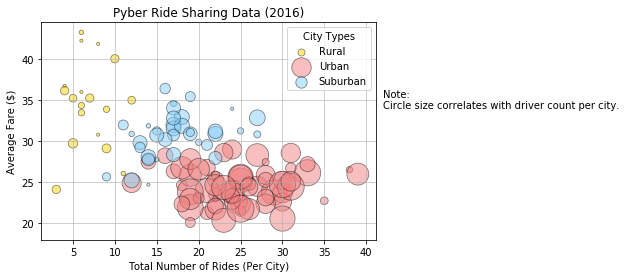 Pyber Ride Sharing Data (2016)
Average Fare ($)
40
35
30
25
20
City Types
Rural
Urban
Suburban
Note:
Circle size correlates with driver count per city.
5
10
15
20
25
30
35
40
Total Number of Rides (Per City)